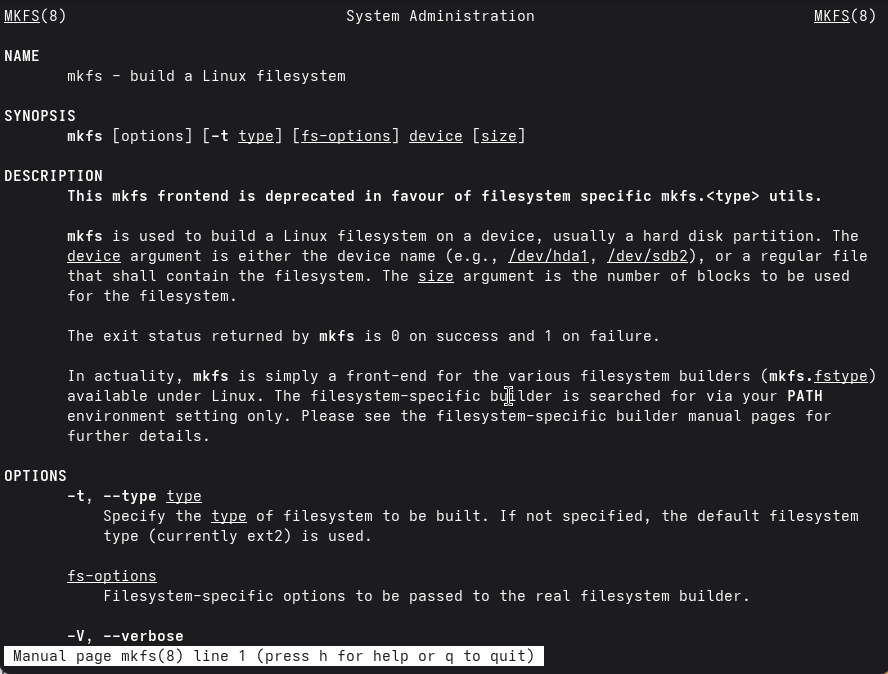 MKFS(8) System Administration MKFS(8)
NAME
mkfs - build a Linux filesystem
SYNOPSIS
mkfs [options] [-t type] [fs-options] device [size]
DESCRIPTION
This mkfs frontend is deprecated in favour of filesystem specific mkfs.<type> utils.
mkfs is used to build a Linux filesystem on a device, usually a hard disk partition. The
device argument is either the device name (e.g., /dev/hda1, /dev/sdb2), or a regular file
that shall contain the filesystem. The size argument is the number of blocks to be used
for the filesystem.
The exit status returned by mkfs is 0 on success and 1 on failure.
In actuality, mkfs is simply a front-end for the various filesystem builders (mkfs.fstype)
available under Linux. The filesystem-specific builder is searched for via your PATH
environment setting only. Please see the filesystem-specific builder manual pages for
further details.
OPTIONS
-t, --type type
Specify the type of filesystem to be built. If not specified, the default filesystem
type (currently ext2) is used.
fs-options
Filesystem-specific options to be passed to the real filesystem builder.
-V, --verbose
Manual page mkfs(8) line 1 (press h for help or q to quit)